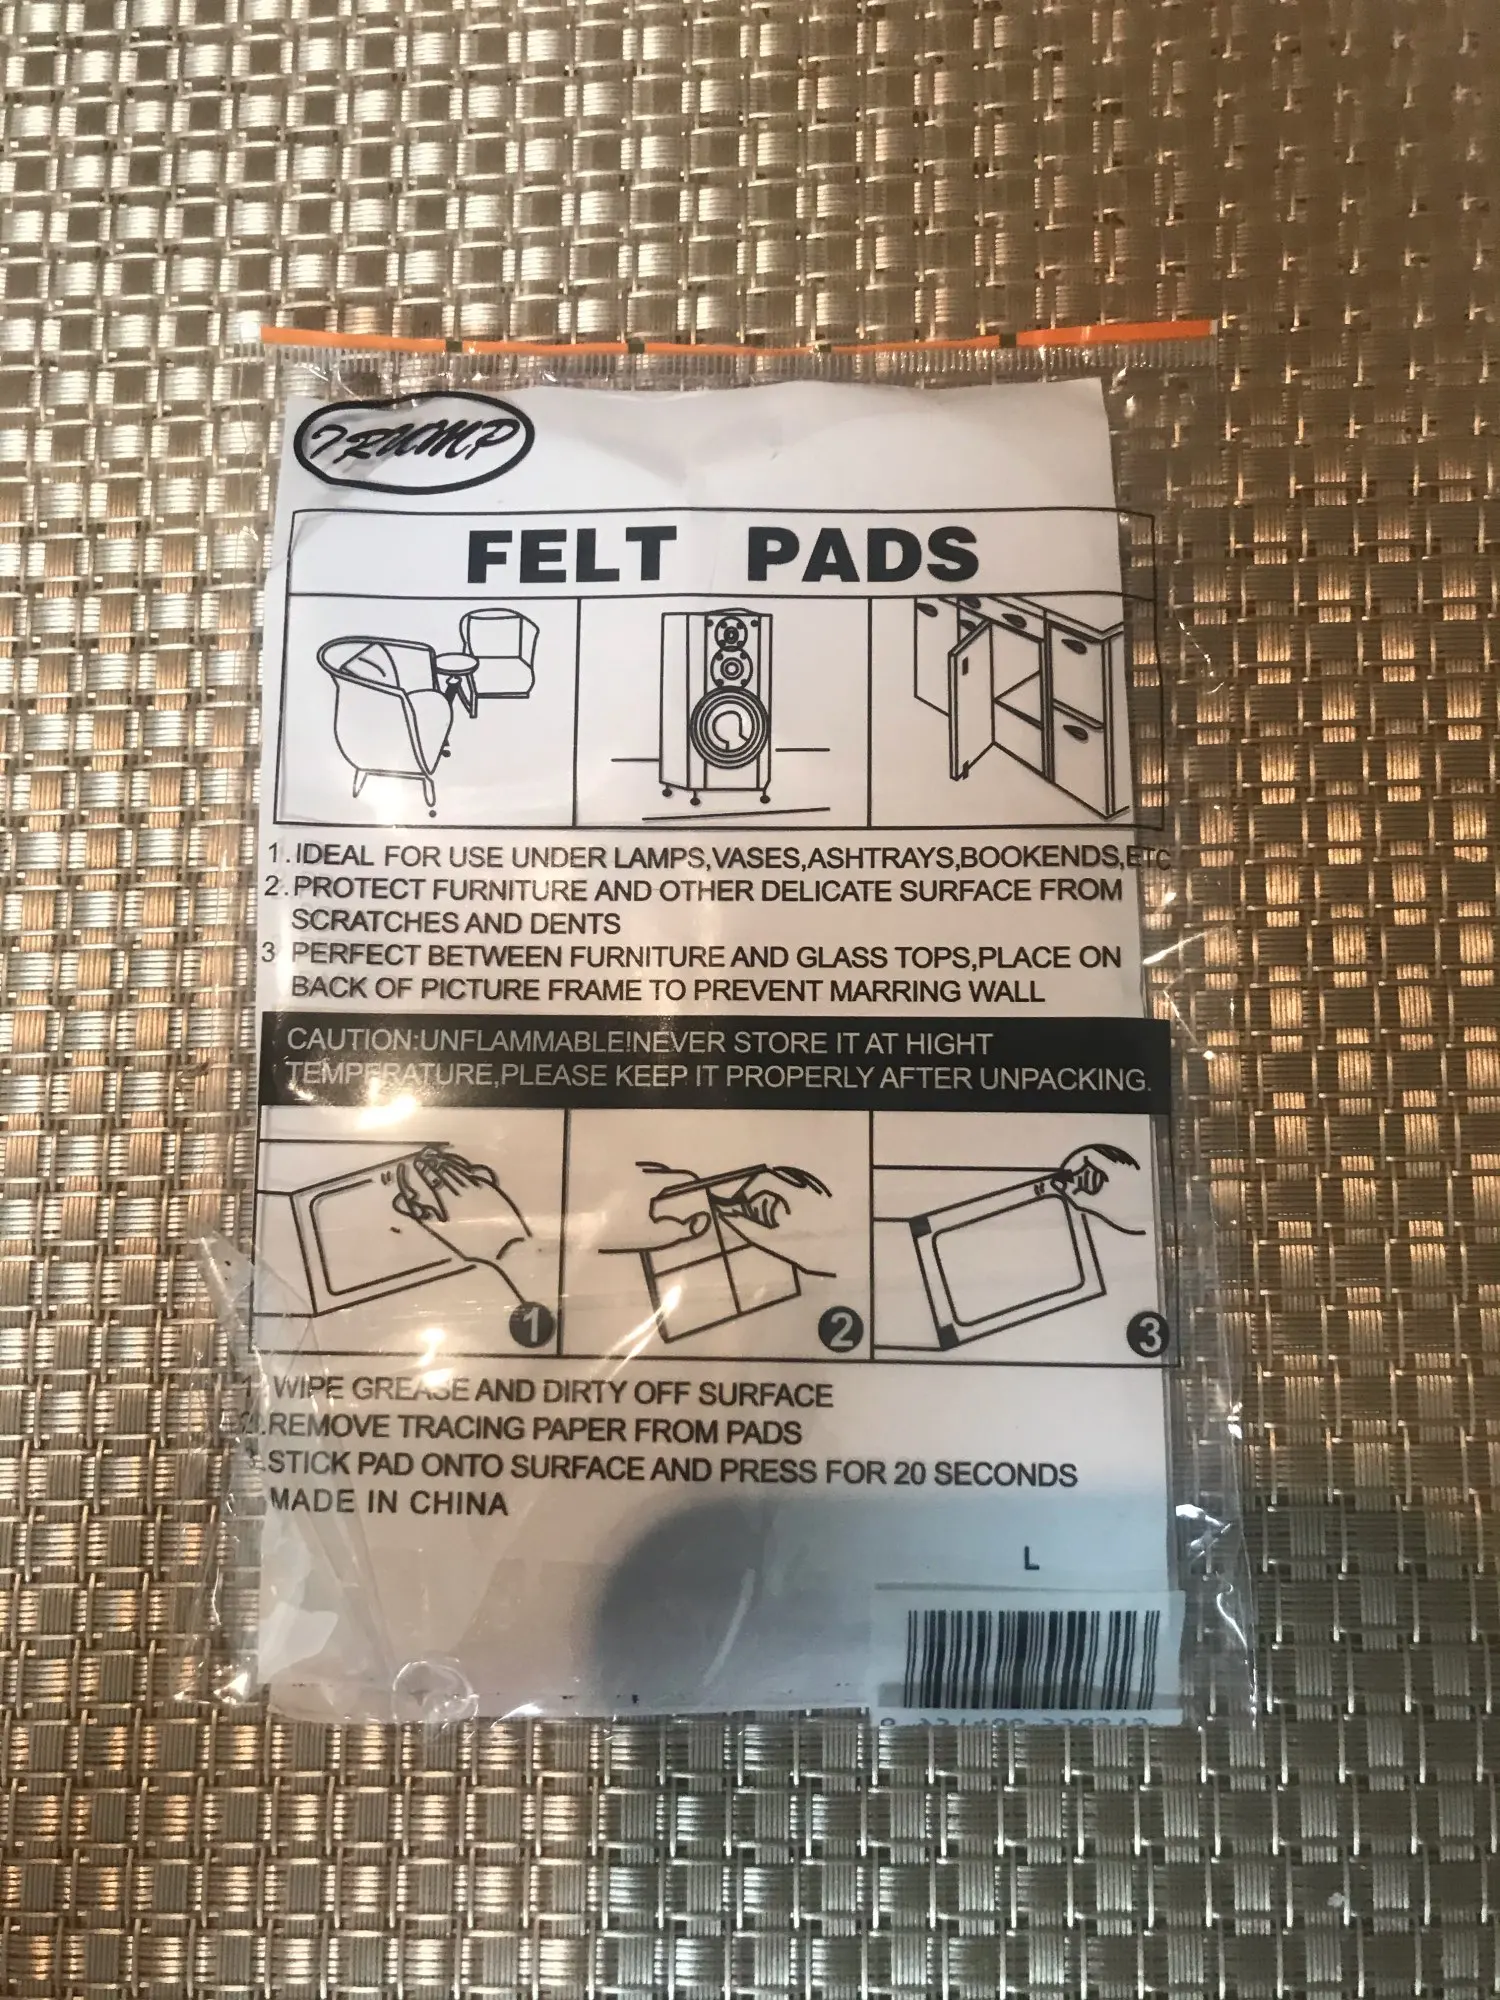 TRUMP
FELT PADS
1.IDEAL FOR USE UNDER LAMPS,VASES,ASHTRAYS,BOOKENDS,ETC
2.PROTECT FURNITURE AND OTHER DELICATE SURFACE FROM
SCRATCHES AND DENTS
3 PERFECT BETWEEN FURNITURE AND GLASS TOPS,PLACE ON
BACK OF PICTURE FRAME TO PREVENT MARRING WALL
CAUTION:UNFLAMMABLE!NEVER STORE IT AT HIGHT
TEMPERATURE,PLEASE KEEP IT PROPERLY AFTER UNPACKING.
1 2 3
1 WIPE GREASE AND DIRTY OFF SURFACE
2.REMOVE TRACING PAPER FROM PADS
3.STICK PAD ONTO SURFACE AND PRESS FOR 20 SECONDS
MADE IN CHINA
L